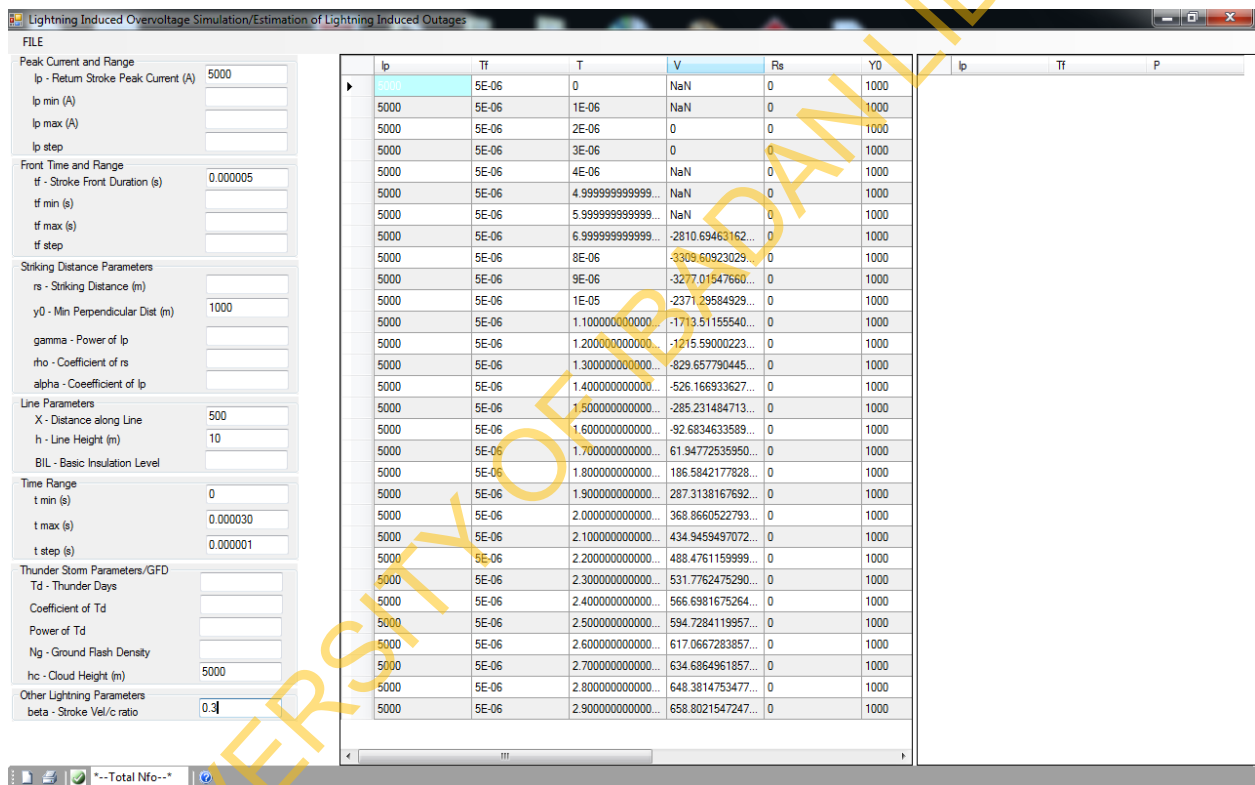 Lightning Induced Overvoltage Simulation/Estimation of Lightning Induced Outages
FILE
Peak Current and Range
Ip - Return Stroke Peak Current (A) 5000
Ip min (A)
Ip max (A)
Ip step
Front Time and Range
tf - Stroke Front Duration (s) 0.000005
tf min (s)
tf max (s)
tf step
Striking Distance Parameters
rs - Striking Distance (m)
y0 - Min Perpendicular Dist (m) 1000
gamma - Power of Ip
rho - Coefficient of rs
alpha - Coeefficient of Ip
Line Parameters
X - Distance along Line 500
h - Line Height (m) 10
BIL - Basic Insulation Level
Time Range
t min (s) 0
t max (s) 0.000030
t step (s) 0.000001
Thunder Storm Parameters/GFD
Td - Thunder Days
Coefficient of Td
Power of Td
Ng - Ground Flash Density
hc - Cloud Height (m) 5000
Other Lightning Parameters
beta - Stroke Vel/c ratio 0.3
Ip Tf T V Rs Y0
5000 5E-06 0 NaN 0 1000
5000 5E-06 1E-06 NaN 0 1000
5000 5E-06 2E-06 0 0 1000
5000 5E-06 3E-06 0 0 1000
5000 5E-06 4E-06 NaN 0 1000
5000 5E-06 4.999999999999... NaN 0 1000
5000 5E-06 5.999999999999... NaN 0 1000
5000 5E-06 6.999999999999... -2810.69463162... 0 1000
5000 5E-06 8E-06 -3309.60923029... 0 1000
5000 5E-06 9E-06 -3277.01547660... 0 1000
5000 5E-06 1E-05 -2371.29584929... 0 1000
5000 5E-06 1.100000000000... -1713.51155540... 0 1000
5000 5E-06 1.200000000000... -1215.59000223... 0 1000
5000 5E-06 1.300000000000... -829.657790445... 0 1000
5000 5E-06 1.400000000000... -526.166933627... 0 1000
5000 5E-06 1.500000000000... -285.231484713... 0 1000
5000 5E-06 1.600000000000... -92.6834633589... 0 1000
5000 5E-06 1.700000000000... 61.94772535950... 0 1000
5000 5E-06 1.800000000000... 186.5842177828... 0 1000
5000 5E-06 1.900000000000... 287.3138167692... 0 1000
5000 5E-06 2.000000000000... 368.8660522793... 0 1000
5000 5E-06 2.100000000000... 434.9459497072... 0 1000
5000 5E-06 2.200000000000... 488.4761159999... 0 1000
5000 5E-06 2.300000000000... 531.7762475290... 0 1000
5000 5E-06 2.400000000000... 566.6981675264... 0 1000
5000 5E-06 2.500000000000... 594.7284119957... 0 1000
5000 5E-06 2.600000000000... 617.0667283857... 0 1000
5000 5E-06 2.700000000000... 634.6864961857... 0 1000
5000 5E-06 2.800000000000... 648.3814753477... 0 1000
5000 5E-06 2.900000000000... 658.8021547247... 0 1000
Ip Tf P
*--Total Nfo--*
VERSITY OF IBADAN LIB